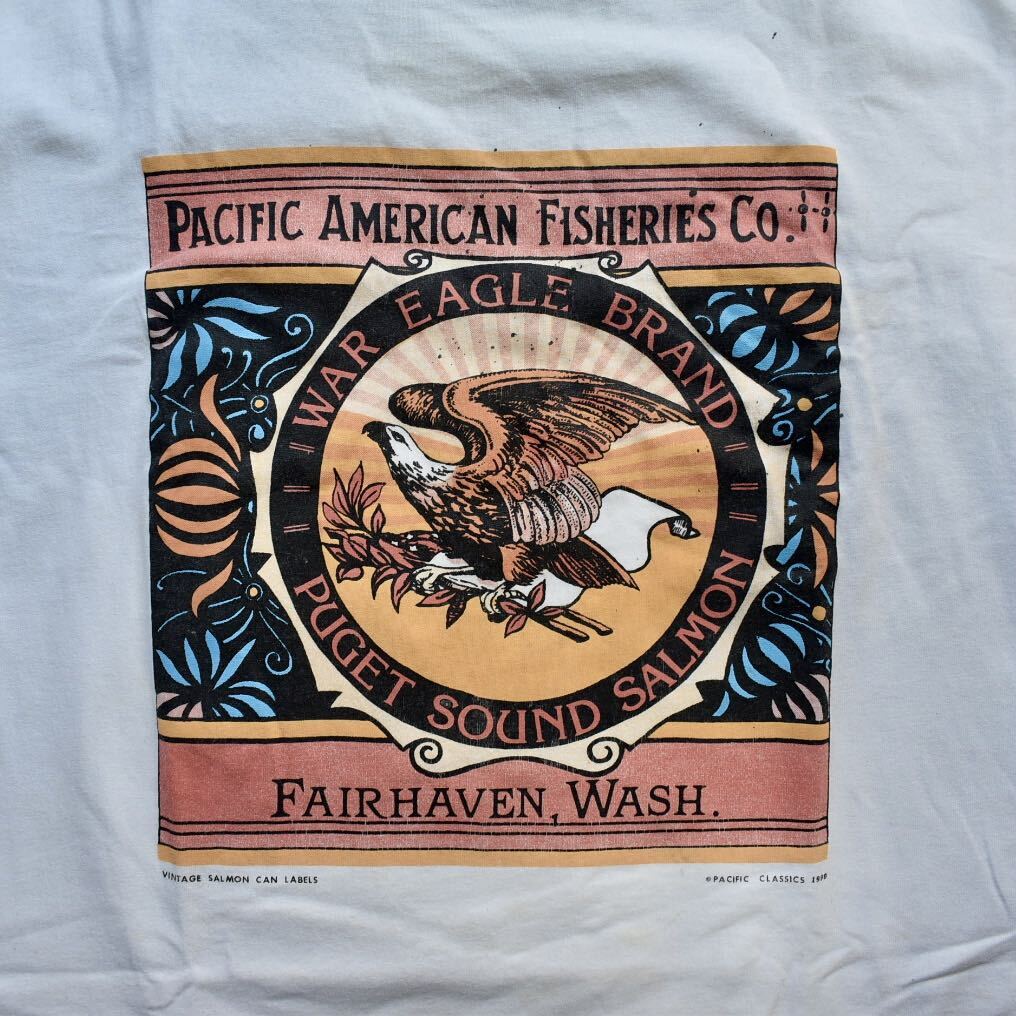 PACIFIC AMERICAN FISHERIES CO.
WAR EAGLE BRAND
PUGET SOUND SALMON
FAIRHAVEN, WASH.
VINTAGE SALMON CAN LABELS
©PACIFIC CLASSICS